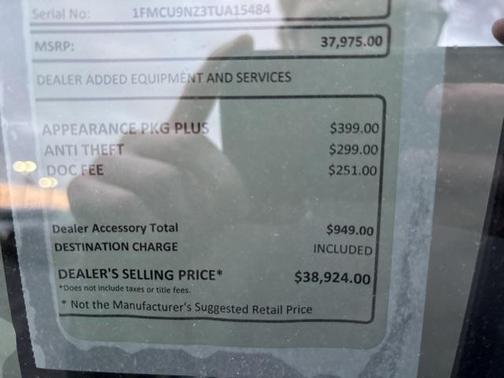 Serial No: 1FMCU9NZ3TUA15484
MSRP: 37,975.00
DEALER ADDED EQUIPMENT AND SERVICES
APPEARANCE PKG PLUS $399.00
ANTI THEFT $299.00
DOC FEE $251.00
Dealer Accessory Total $949.00
DESTINATION CHARGE INCLUDED
DEALER'S SELLING PRICE* $38,924.00
*Does not include taxes or title fees.
* Not the Manufacturer's Suggested Retail Price